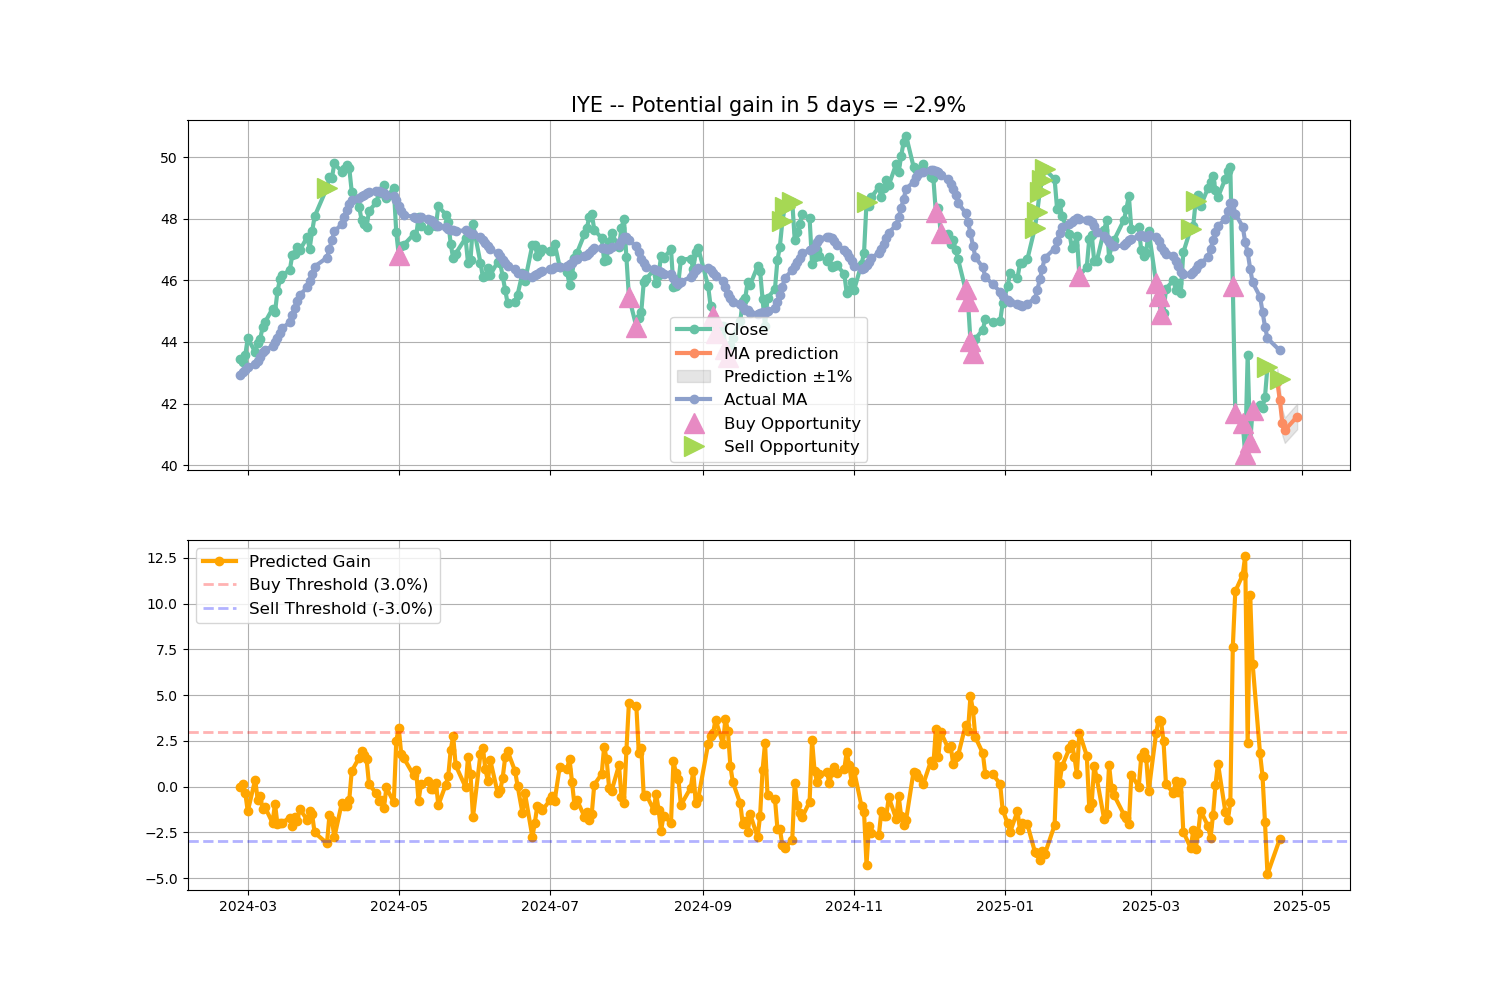 IYE -- Potential gain in 5 days = -2.9%
50
48
46
44
42
40
Close
MA prediction
Prediction ±1%
Actual MA
Buy Opportunity
Sell Opportunity
12.5
10.0
7.5
5.0
2.5
0.0
−2.5
−5.0
Predicted Gain
Buy Threshold (3.0%)
Sell Threshold (-3.0%)
2024-03
2024-05
2024-07
2024-09
2024-11
2025-01
2025-03
2025-05